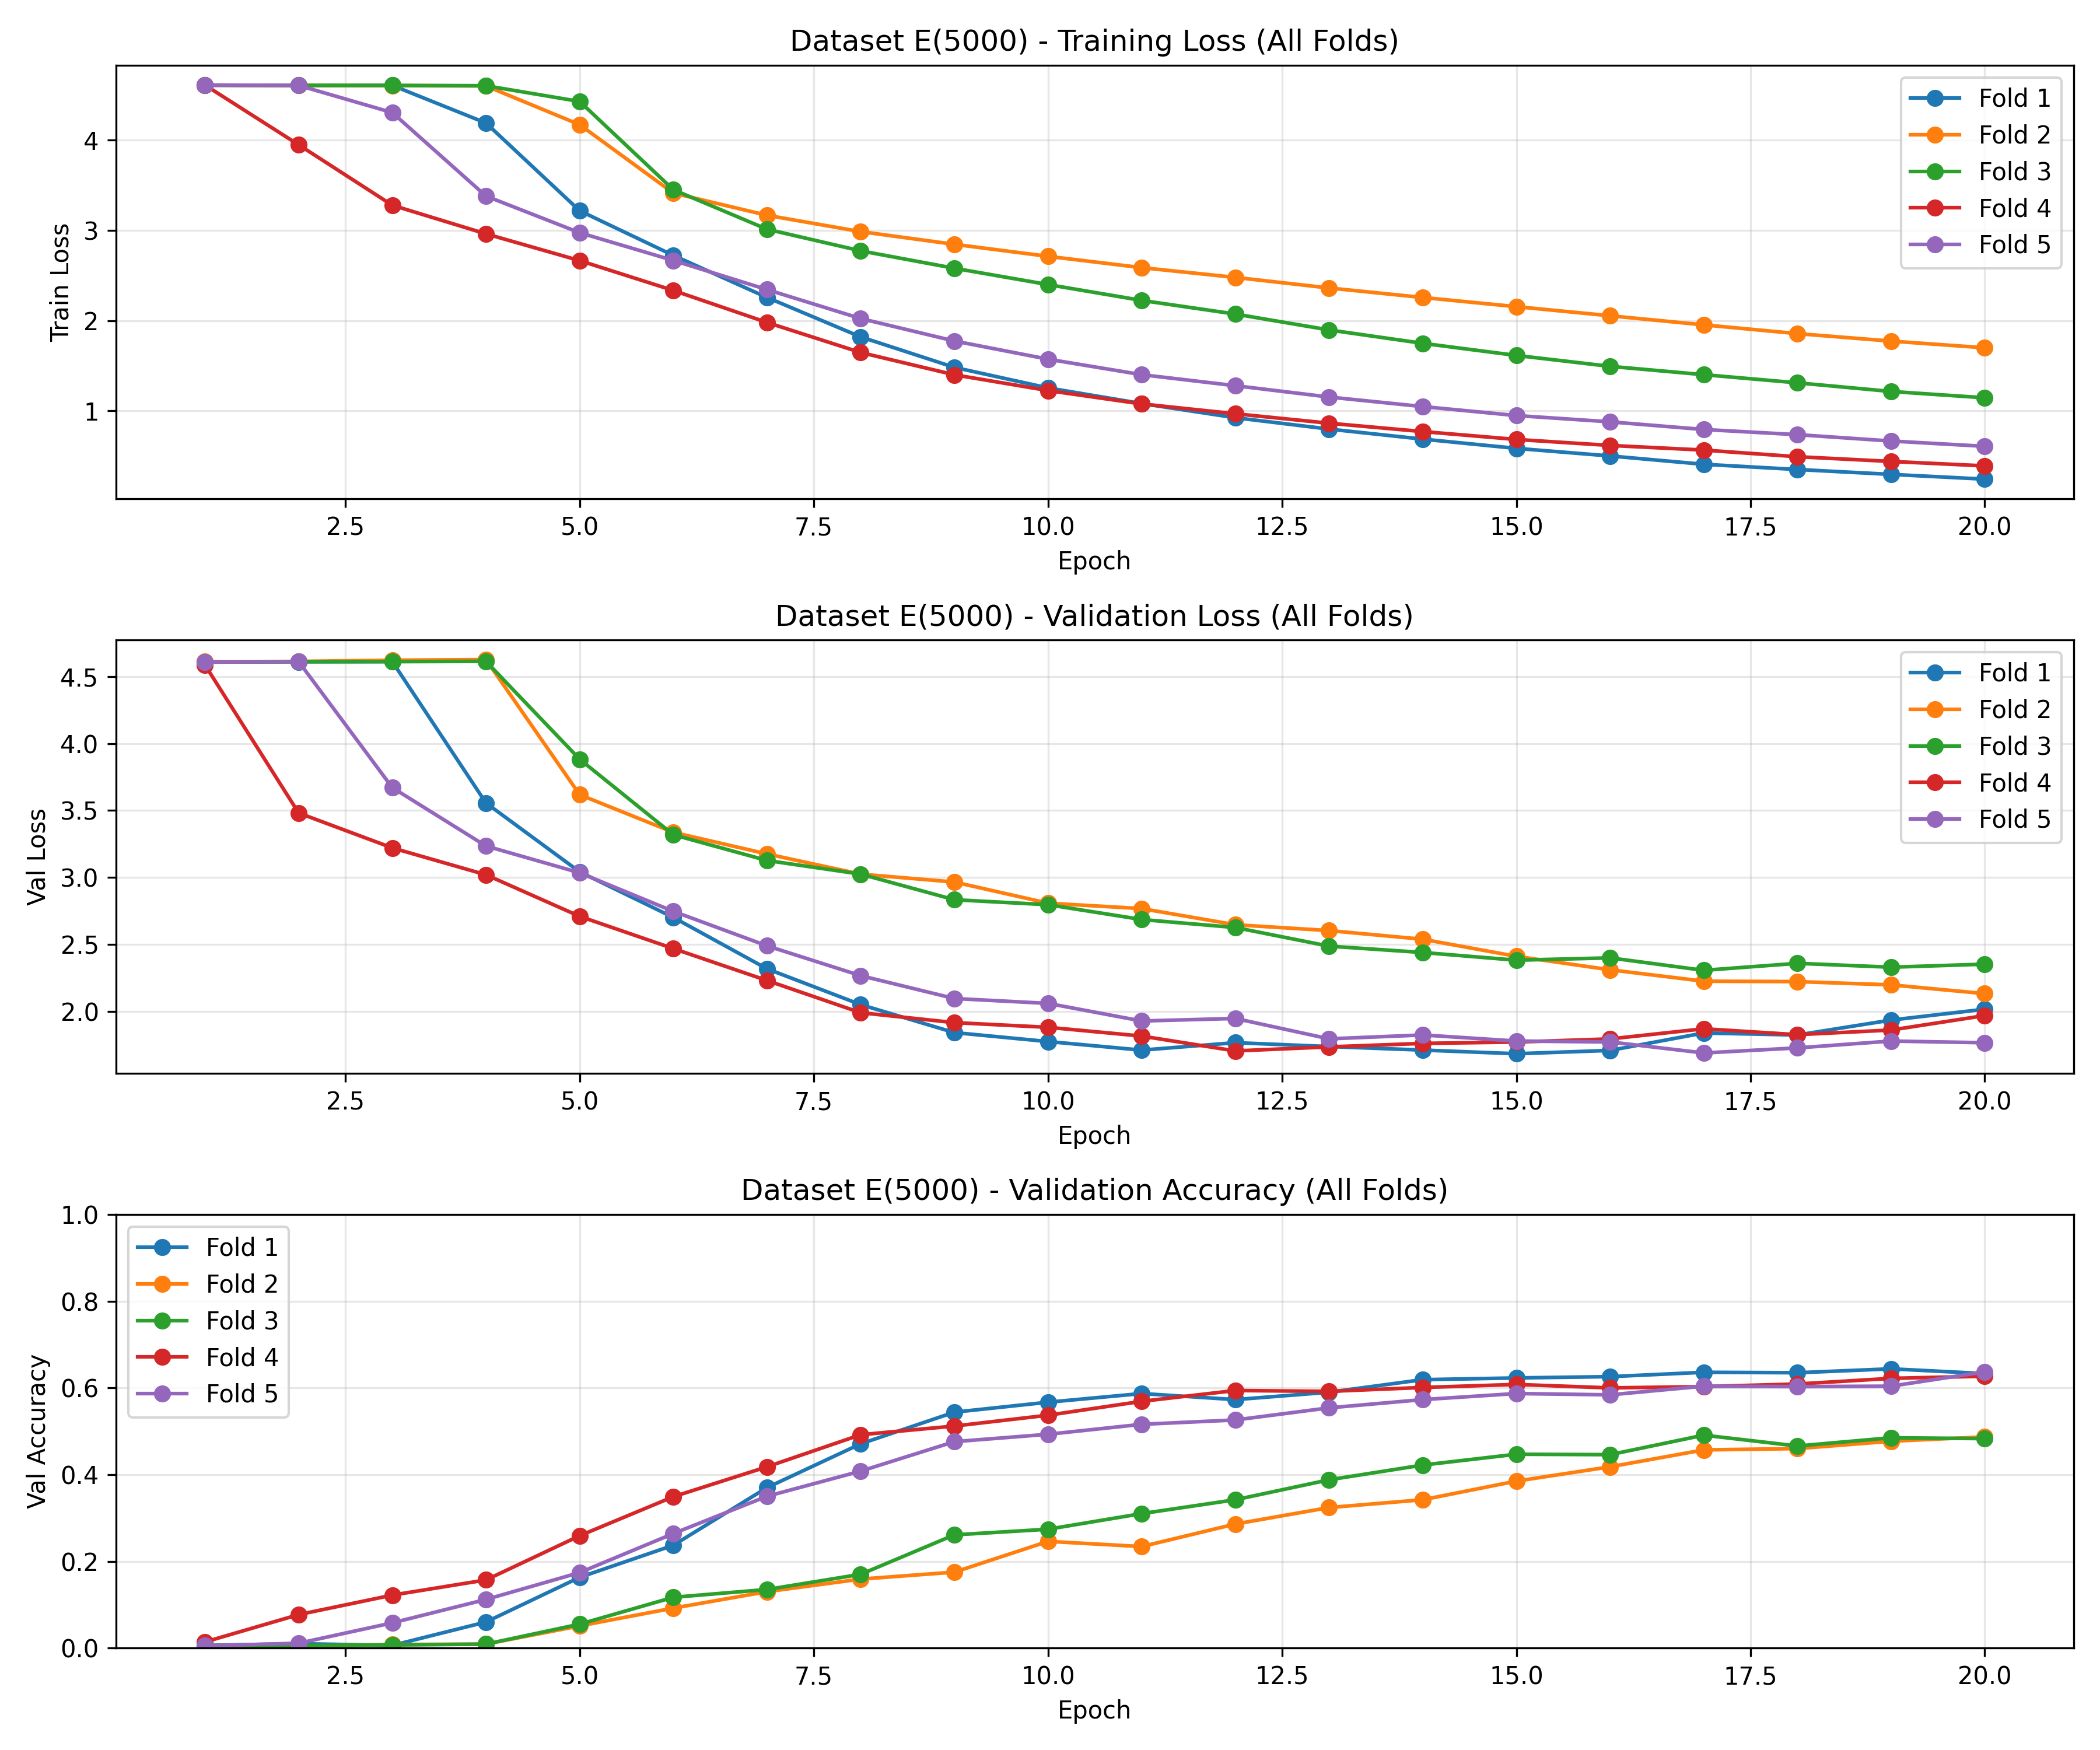 Dataset E(5000) - Training Loss (All Folds)
Train Loss
4
3
2
1
Fold 1
Fold 2
Fold 3
Fold 4
Fold 5
2.5 5.0 7.5 10.0 12.5 15.0 17.5 20.0
Epoch
Dataset E(5000) - Validation Loss (All Folds)
Val Loss
4.5
4.0
3.5
3.0
2.5
2.0
Fold 1
Fold 2
Fold 3
Fold 4
Fold 5
2.5 5.0 7.5 10.0 12.5 15.0 17.5 20.0
Epoch
Dataset E(5000) - Validation Accuracy (All Folds)
Val Accuracy
1.0
0.8
0.6
0.4
0.2
0.0
Fold 1
Fold 2
Fold 3
Fold 4
Fold 5
2.5 5.0 7.5 10.0 12.5 15.0 17.5 20.0
Epoch